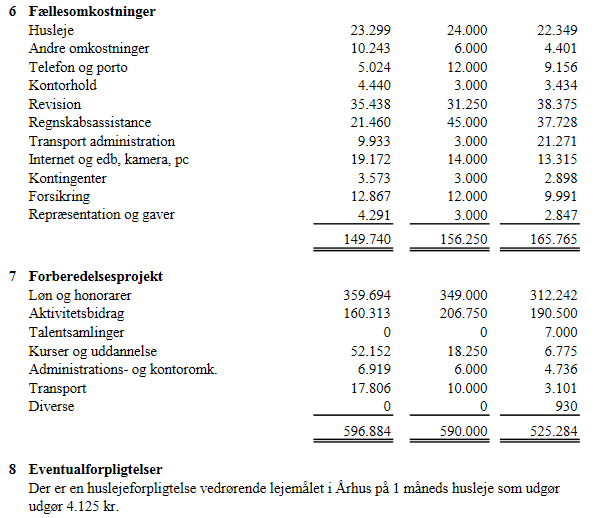 6 Fællesomkostninger
Husleje 23.299 24.000 22.349
Andre omkostninger 10.243 6.000 4.401
Telefon og porto 5.024 12.000 9.156
Kontorhold 4.440 3.000 3.434
Revision 35.438 31.250 38.375
Regnskabsassistance 21.460 45.000 37.728
Transport administration 9.933 3.000 21.271
Internet og edb, kamera, pc 19.172 14.000 13.315
Kontingenter 3.573 3.000 2.898
Forsikring 12.867 12.000 9.991
Repræsentation og gaver 4.291 3.000 2.847
149.740 156.250 165.765
7 Forberedelsesprojekt
Løn og honorarer 359.694 349.000 312.242
Aktivitetsbidrag 160.313 206.750 190.500
Talentsamlinger 0 0 7.000
Kurser og uddannelse 52.152 18.250 6.775
Administrations- og kontoromk. 6.919 6.000 4.736
Transport 17.806 10.000 3.101
Diverse 0 0 930
596.884 590.000 525.284
8 Eventualforpligtelser
Der er en huslejeforpligtelse vedrørende lejemålet i Århus på 1 måneds husleje som udgør
udgør 4.125 kr.